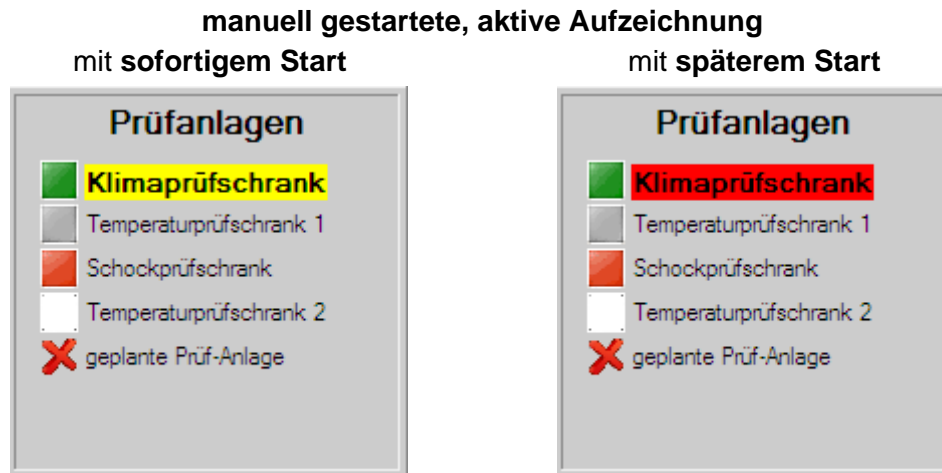 manuell gestartete, aktive Aufzeichnung
mit sofortigem Start
Prüfanlagen
Klimaprüfschrank
Temperaturprüfschrank 1
Schockprüfschrank
Temperaturprüfschrank 2
geplante Prüf-Anlage
mit späterem Start
Prüfanlagen
Klimaprüfschrank
Temperaturprüfschrank 1
Schockprüfschrank
Temperaturprüfschrank 2
geplante Prüf-Anlage